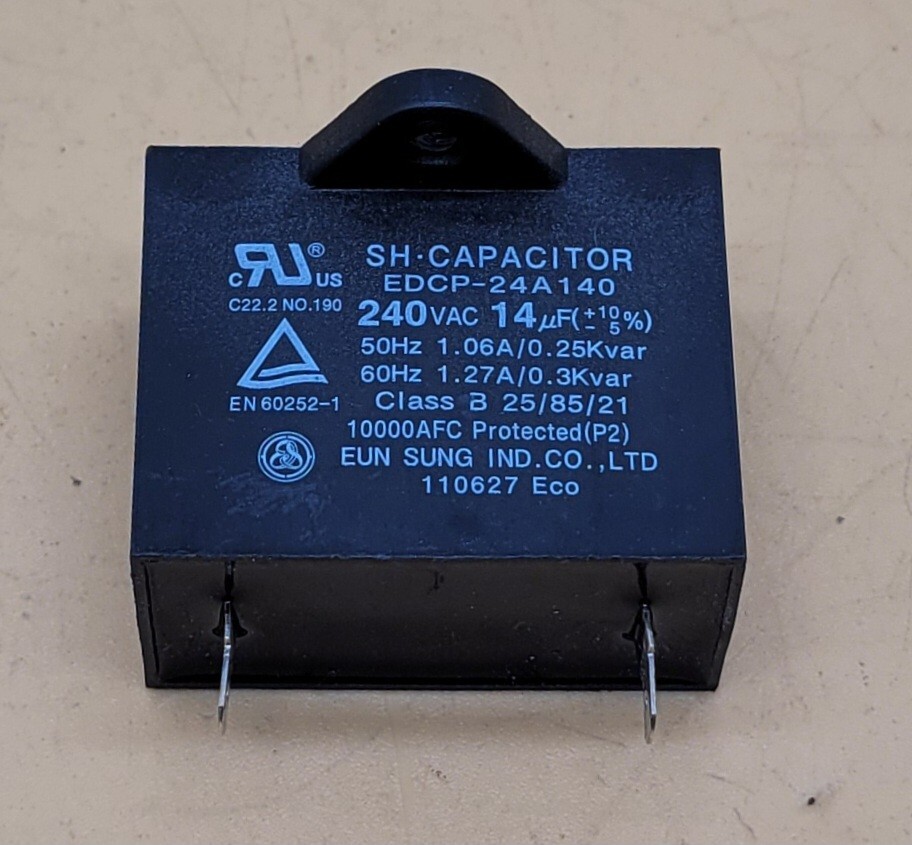 c RU® US
C22.2 NO.190
EN 60252-1
SH·CAPACITOR
EDCP-24A140
240VAC 14μF(+10/-5%)
50Hz 1.06A/0.25Kvar
60Hz 1.27A/0.3Kvar
Class B 25/85/21
10000AFC Protected(P2)
EUN SUNG IND.CO.,LTD
110627 Eco